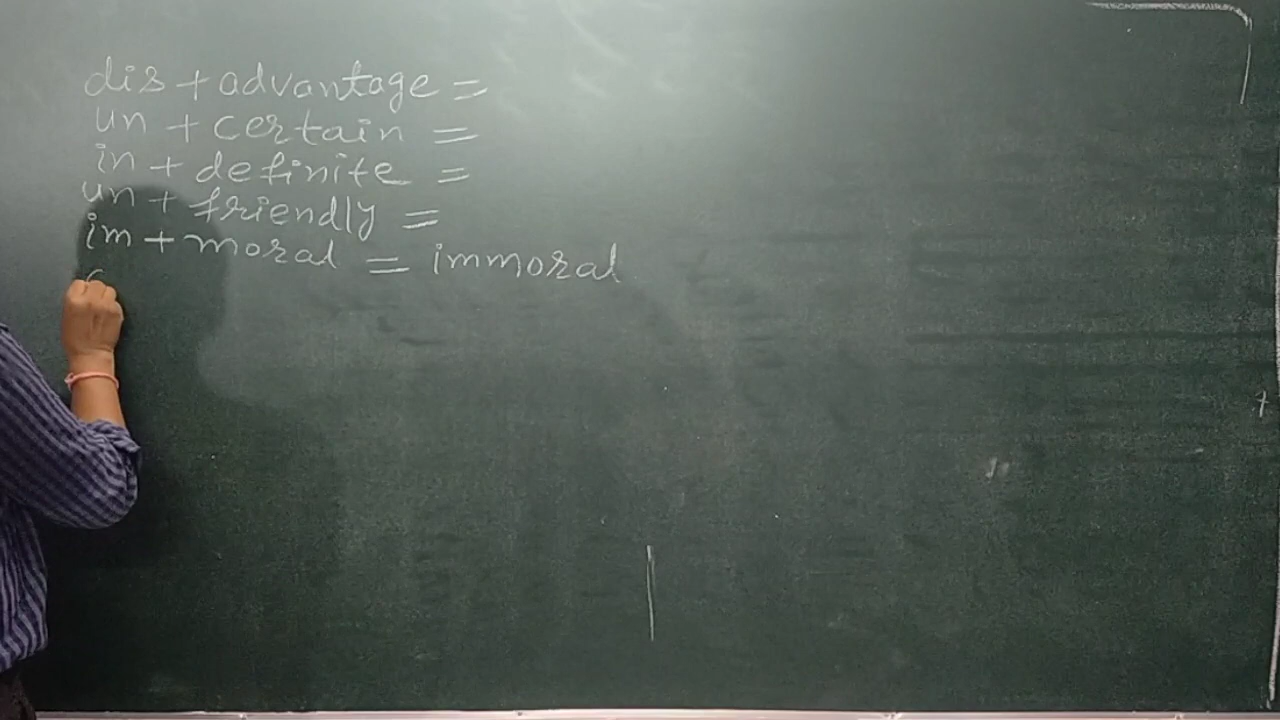 dis + advantage =
un + certain =
in + definite =
un + friendly =
im + moral = immoral